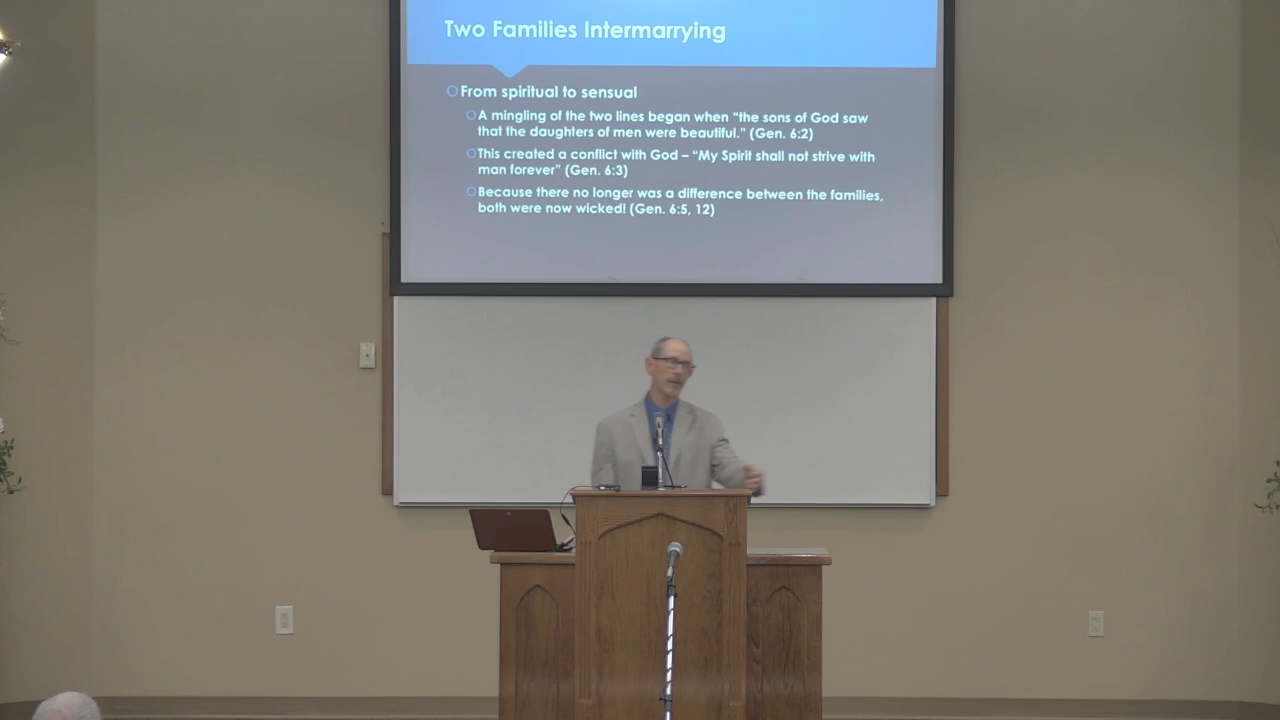 Two Families Intermarrying
From spiritual to sensual
A mingling of the two lines began when “the sons of God saw
that the daughters of men were beautiful.” (Gen. 6:2)
This created a conflict with God – “My Spirit shall not strive with
man forever” (Gen. 6:3)
Because there no longer was a difference between the families,
both were now wicked! (Gen. 6:5, 12)